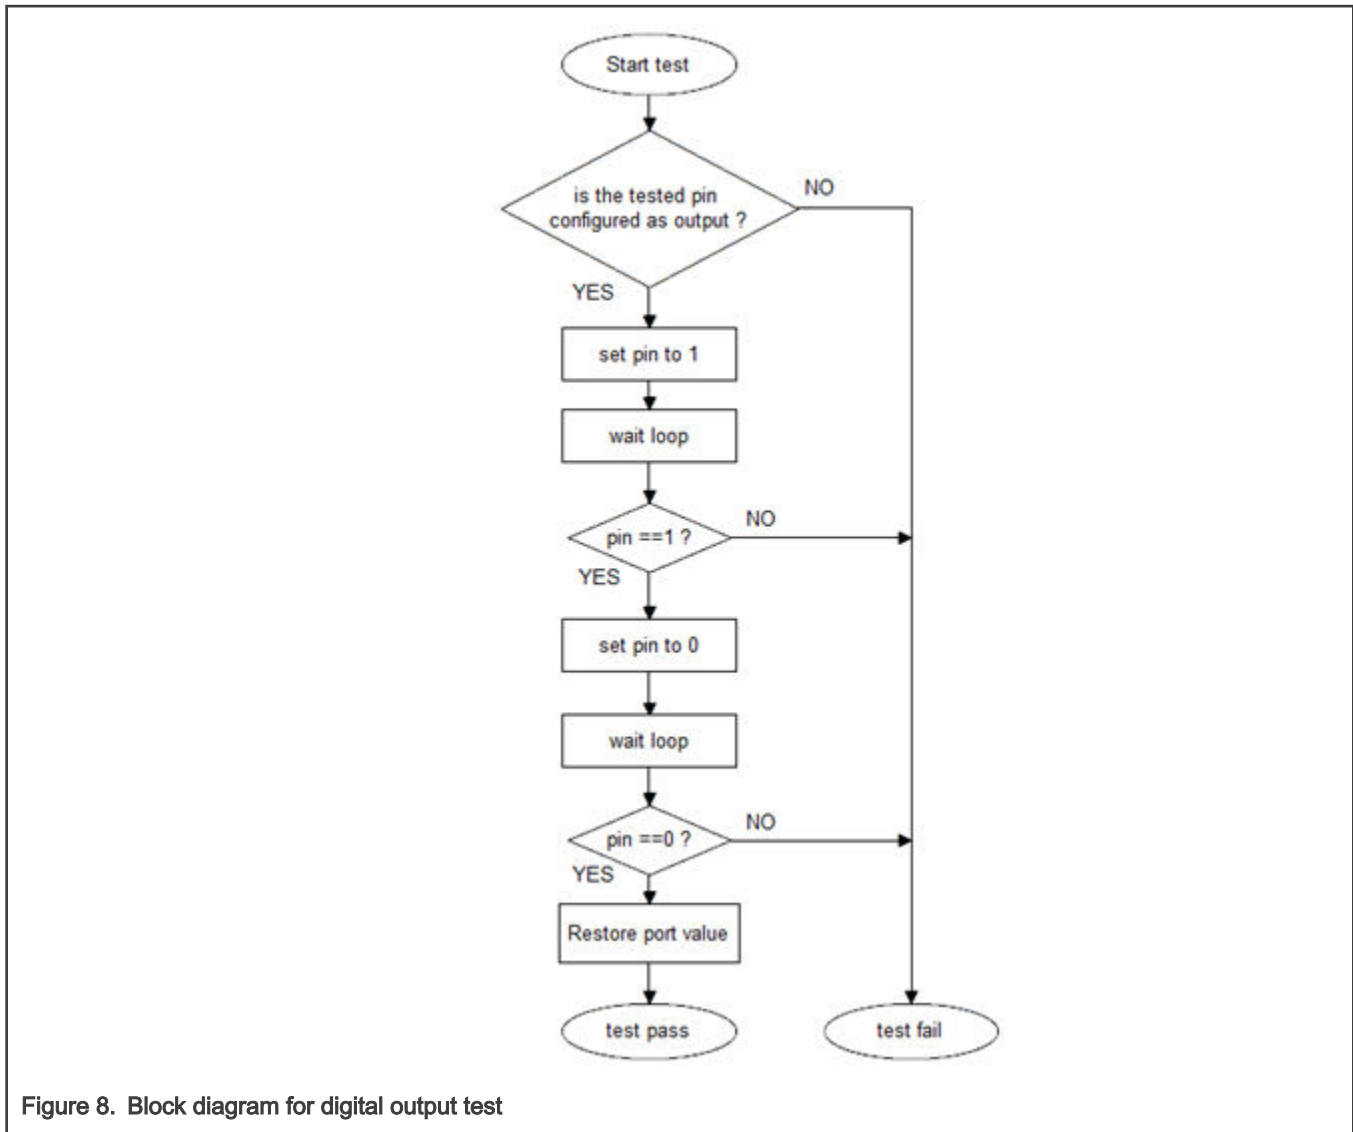 Start test
is the tested pin
configured as output ?
NO
YES
set pin to 1
wait loop
pin ==1 ?
NO
YES
set pin to 0
wait loop
pin ==0 ?
NO
YES
Restore port value
test pass
test fail
Figure 8. Block diagram for digital output test